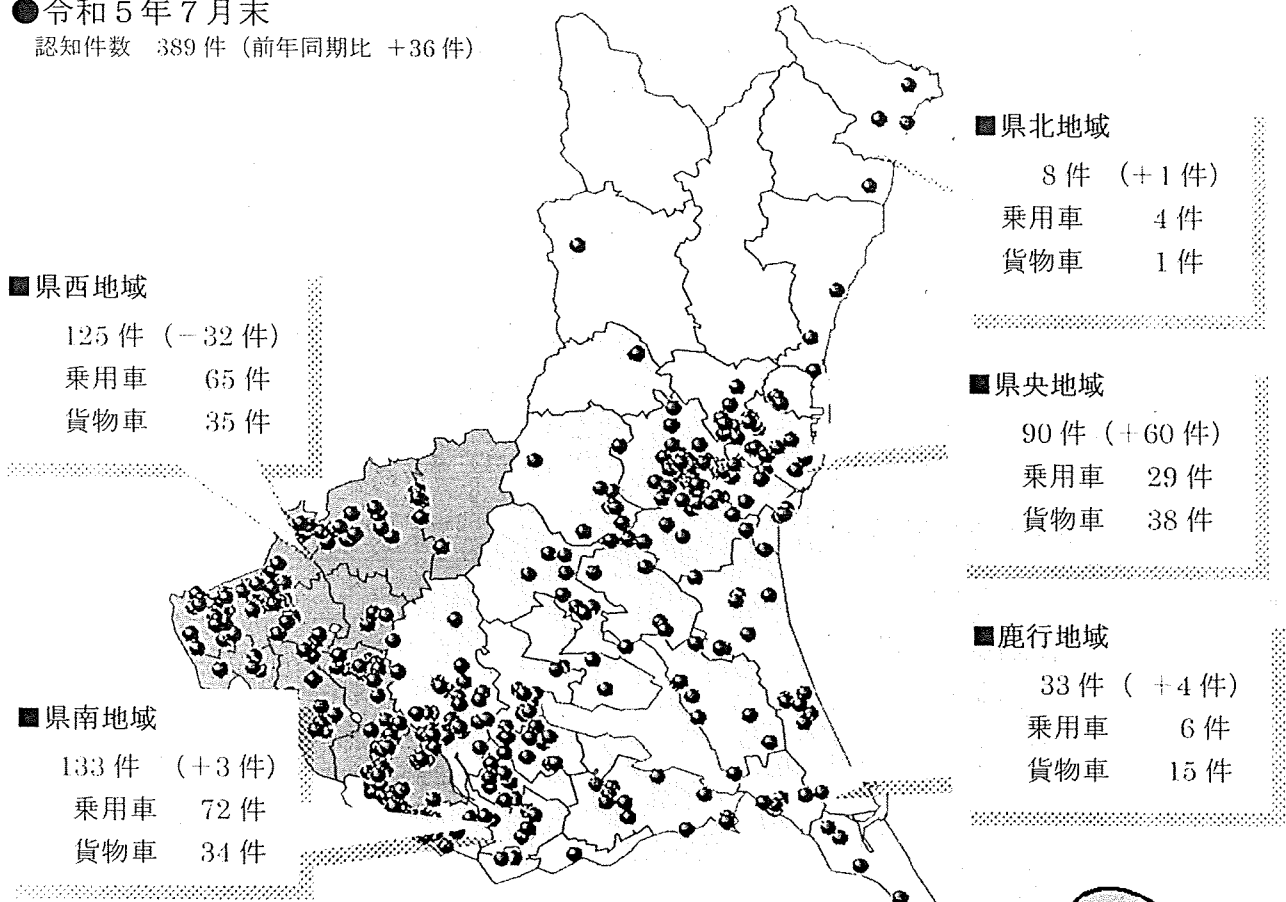 ●令和5年7月末
認知件数 389件（前年同期比 +36件）
■県北地域
8件 （+1件）
乗用車 4件
貨物車 1件
■県西地域
125件 （－32件）
乗用車 65件
貨物車 35件
■県央地域
90件 （+60件）
乗用車 29件
貨物車 38件
■鹿行地域
33件 （ +4件）
乗用車 6件
貨物車 15件
■県南地域
133件 （+3件）
乗用車 72件
貨物車 34件